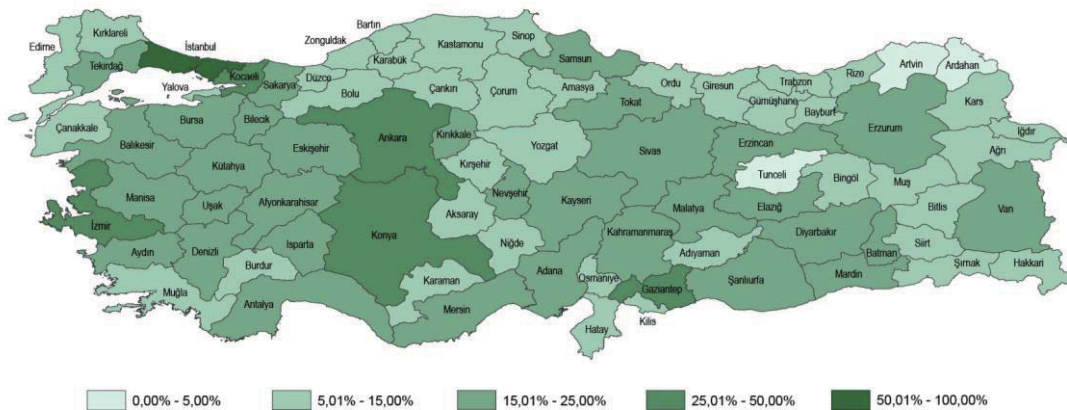 Bartın
Kırklareli
İstanbul
Zonguldak
Sinop
Kastamonu
Edirne
Karabük
Samsun
Artvin
Ardahan
Tekirdağ
Kocaeli
Düzce
Rize
Trabzon
Ordu
Giresun
Sakarya
Yalova
Bolu
Çankırı
Çorum
Amasya
Kars
Gümüşhane
Tokat
Bayburt
Bursa
Bilecik
Çanakkale
Ankara
Kırıkkale
Erzurum
Iğdır
Balıkesir
Eskişehir
Yozgat
Sivas
Erzincan
Ağrı
Kütahya
Kırşehir
Tunceli
Bingöl
Muş
Manisa
Uşak
Afyonkarahisar
Nevşehir
Kayseri
Elazığ
Malatya
Bitlis
Van
Aksaray
İzmir
Konya
Kahramanmaraş
Diyarbakır
Isparta
Niğde
Siirt
Batman
Aydın
Denizli
Adıyaman
Şırnak
Hakkari
Burdur
Adana
Mardin
Karaman
Osmaniye
Gaziantep
Şanlıurfa
Muğla
Antalya
Mersin
Kilis
Hatay
0,00% - 5,00%
5,01% - 15,00%
15,01% - 25,00%
25,01% - 50,00%
50,01% - 100,00%